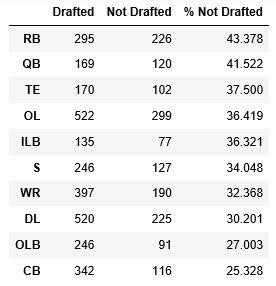 Drafted Not Drafted % Not Drafted
RB 295 226 43.378
QB 169 120 41.522
TE 170 102 37.500
OL 522 299 36.419
ILB 135 77 36.321
S 246 127 34.048
WR 397 190 32.368
DL 520 225 30.201
OLB 246 91 27.003
CB 342 116 25.328